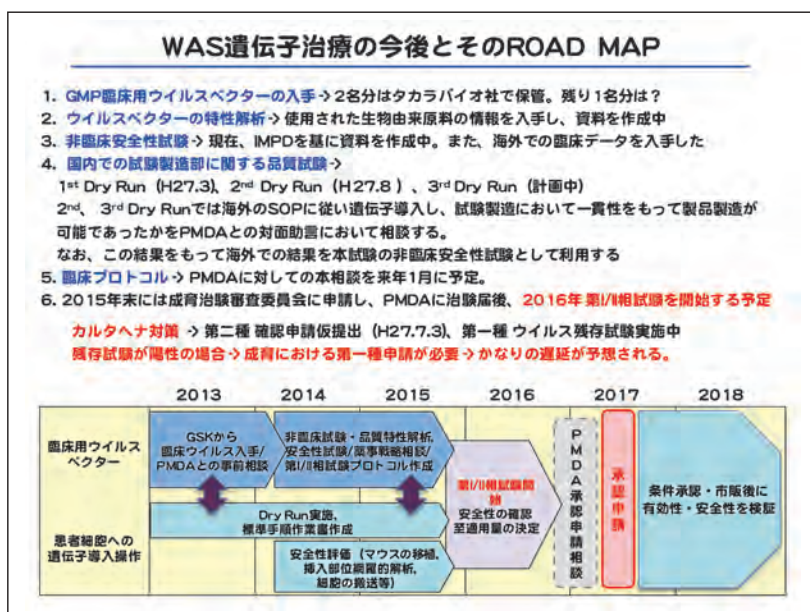 WAS遺伝子治療の今後とそのROAD MAP
1. GMP臨床用ウイルスベクターの入手→2名分はタカラバイオ社で保管。残り1名分は？
2. ウイルスベクターの特性解析→使用された生物由来原料の情報を入手し、資料を作成中
3. 非臨床安全性試験→現在、IMPDを基に資料を作成中。また、海外での臨床データを入手した
4. 国内での試験製造部に関する品質試験→
1st Dry Run（H27.3)、2nd Dry Run（H27.8 ）、3rd Dry Run（計画中）
2nd、 3rd Dry Runでは海外のSOPに従い遺伝子導入し、試験製造において一貫性をもって製品製造が
可能であったかをPMDAとの対面助言において相談する。
なお、この結果をもって海外での結果を本試験の非臨床安全性試験として利用する
5. 臨床プロトコル→PMDAに対しての本相談を来年1月に予定。
6. 2015年末には成育治験審査委員会に申請し、PMDAに治験届後、2016年 第I/II相試験を開始する予定
カルタヘナ対策 →第二種 確認申請仮提出（H27.7.3)、第一種 ウイルス残存試験実施中
残存試験が陽性の場合→成育における第一種申請が必要→かなりの遅延が予想される。
2013 2014 2015 2016 2017 2018
臨床用ウイルス
ベクター
GSKから
臨床ウイルス入手/
PMDAとの事前相談
非臨床試験・品質特性解析,
安全性試験/薬事戦略相談/
第I/II相試験プロトコル作成
患者細胞への
遺伝子導入操作
Dry Run実施、
標準手順作業書作成
安全性評価（マウスの移植,
挿入部位網羅的解析,
細胞の搬送等）
第I/II相試験開
始
安全性の確認
至適用量の決定
PMDA承認申請相談
承認申請
条件承認・市販後に
有効性・安全性を検証